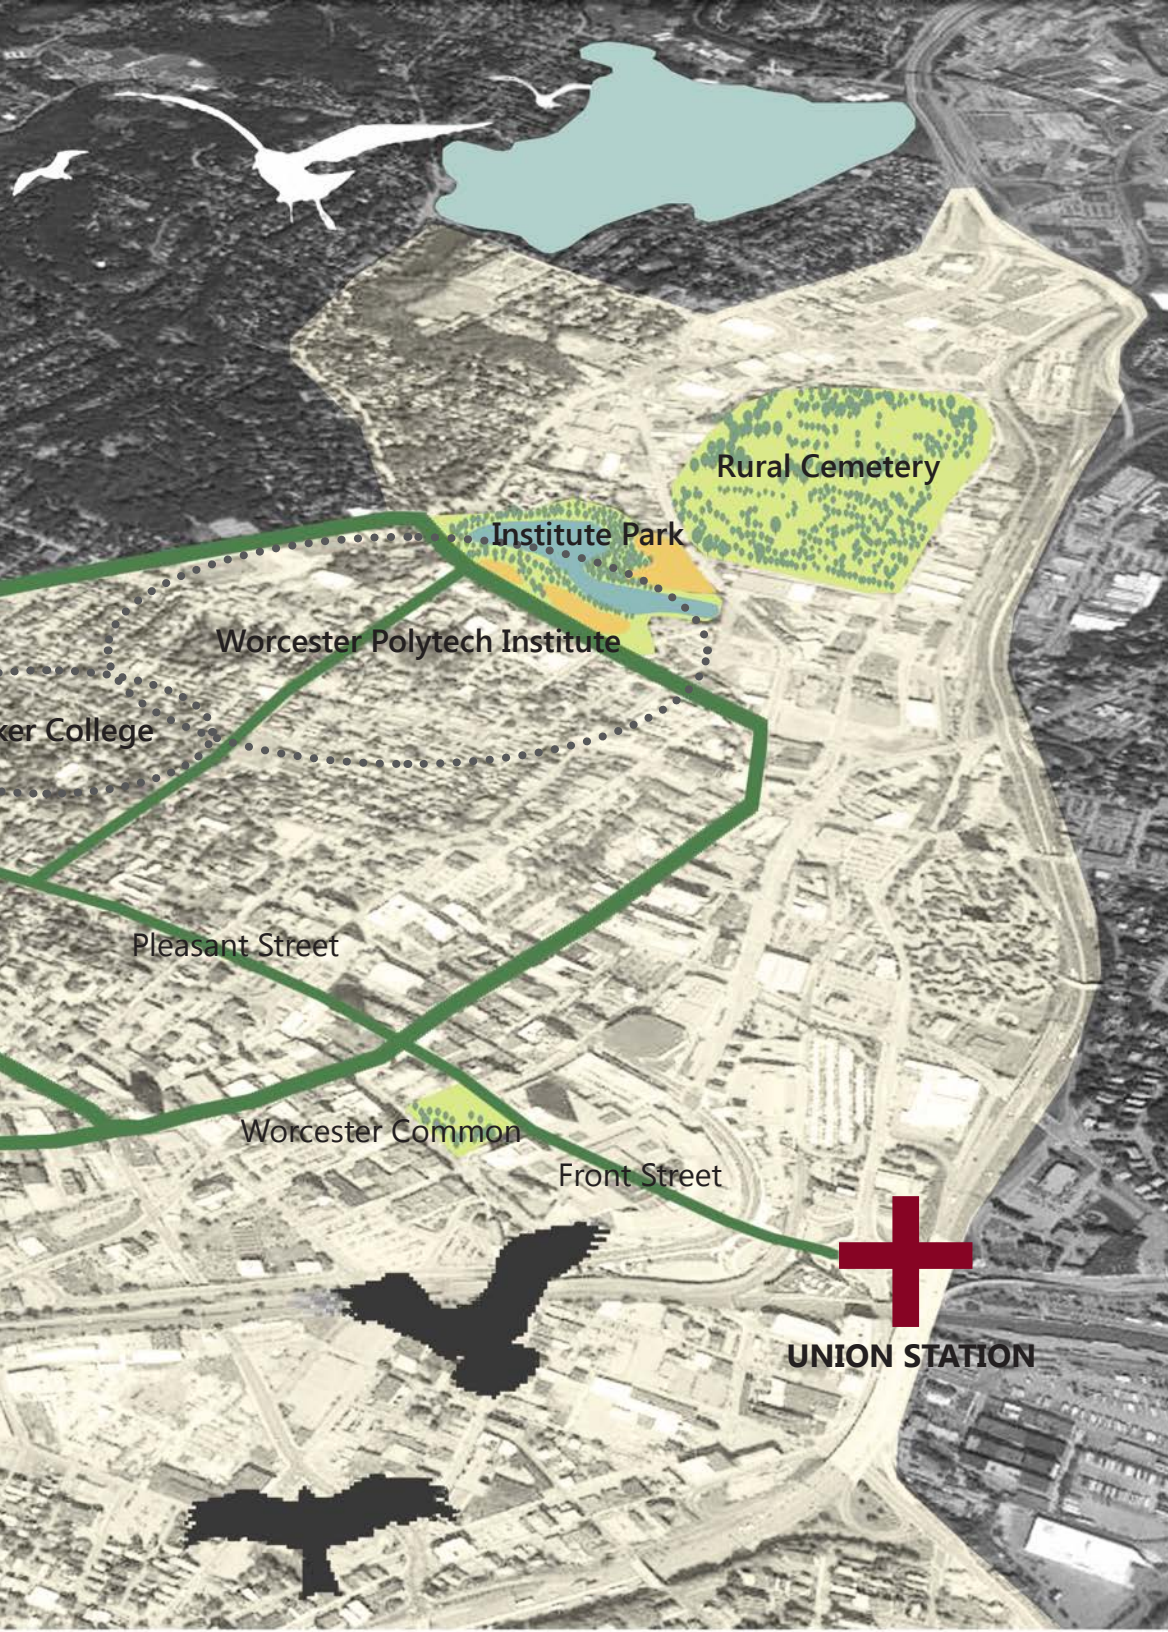 Rural Cemetery
Institute Park
Worcester Polytech Institute
ker College
Pleasant Street
Worcester Common
Front Street
UNION STATION